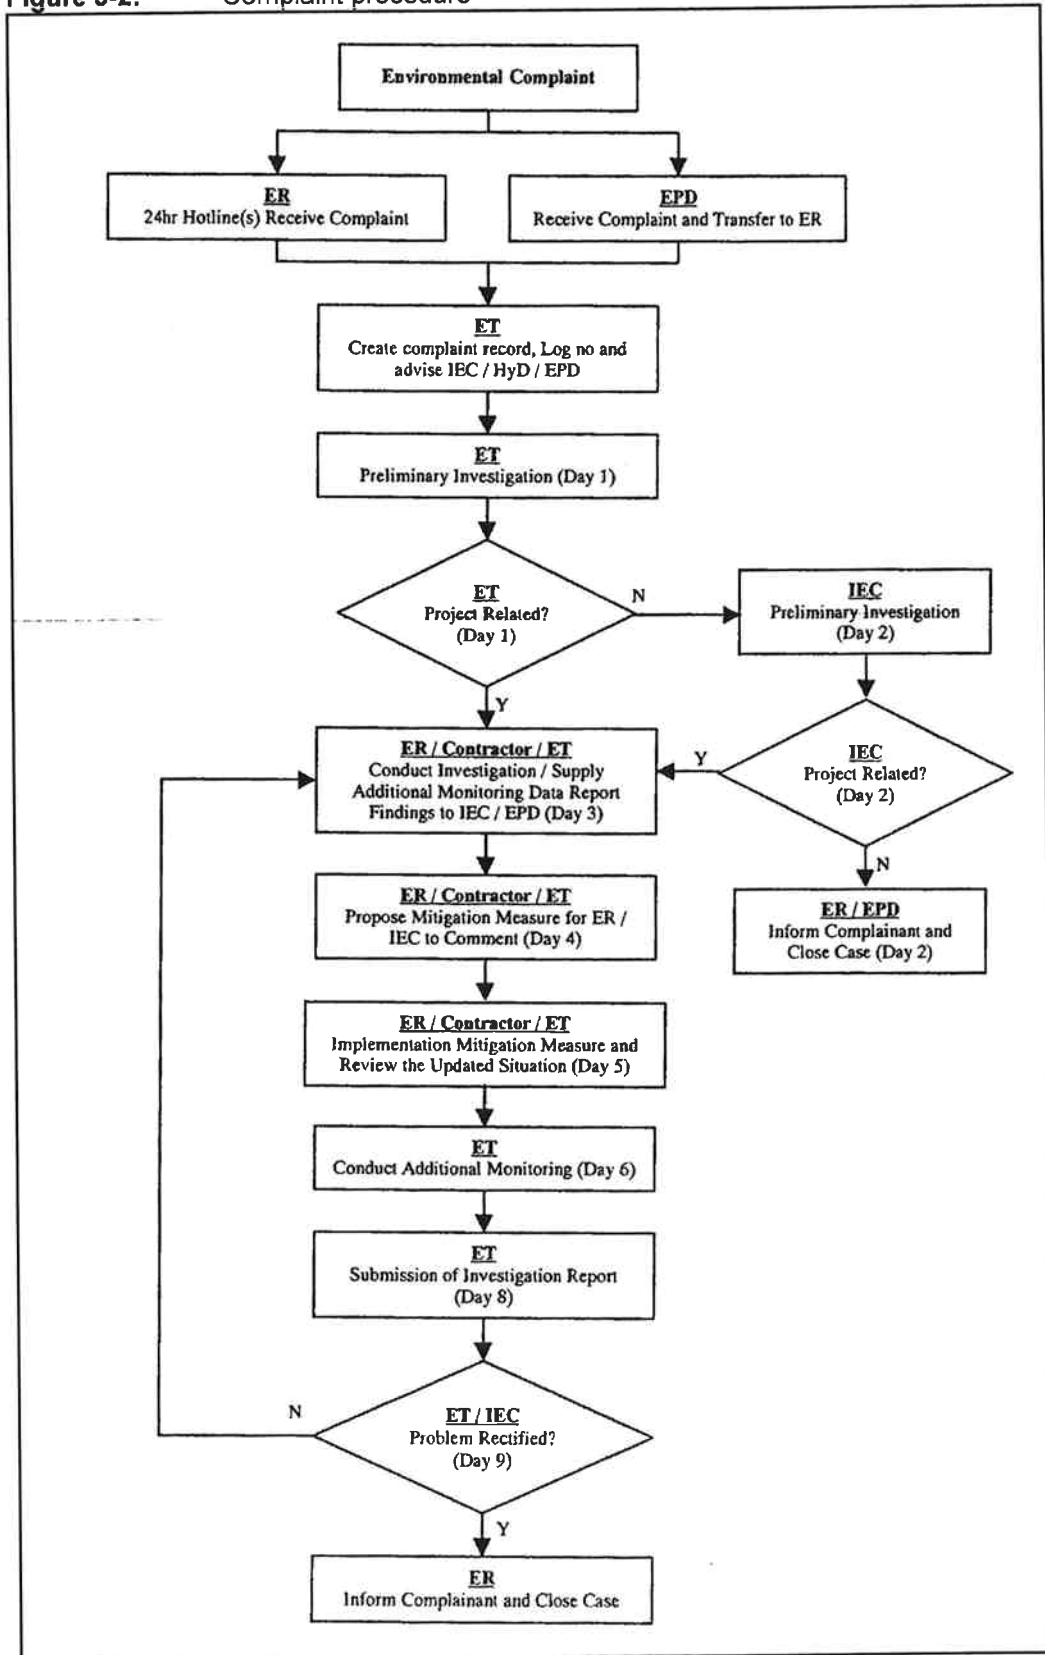 Complaint procedure
Environmental Complaint
ER
24hr Hotline(s) Receive Complaint
EPD
Receive Complaint and Transfer to ER
ET
Create complaint record, Log no and
advise IEC / HyD / EPD
ET
Preliminary Investigation (Day 1)
ET
Project Related?
(Day 1)
N
IEC
Preliminary Investigation
(Day 2)
Y
IEC
Project Related?
(Day 2)
Y
ER / Contractor / ET
Conduct Investigation / Supply
Additional Monitoring Data Report
Findings to IEC / EPD (Day 3)
N
ER / EPD
Inform Complainant and
Close Case (Day 2)
ER / Contractor / ET
Propose Mitigation Measure for ER /
IEC to Comment (Day 4)
ER / Contractor / ET
Implementation Mitigation Measure and
Review the Updated Situation (Day 5)
ET
Conduct Additional Monitoring (Day 6)
ET
Submission of Investigation Report
(Day 8)
N
ET / IEC
Problem Rectified?
(Day 9)
Y
ER
Inform Complainant and Close Case